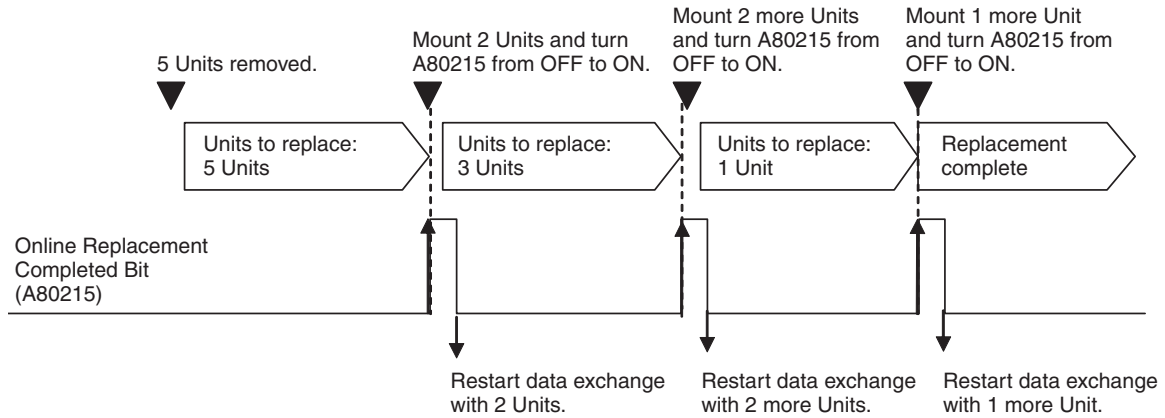 5 Units removed.
Mount 2 Units and turn
A80215 from OFF to ON.
Mount 2 more Units
and turn A80215 from
OFF to ON.
Mount 1 more Unit
and turn A80215 from
OFF to ON.
Units to replace:
5 Units
Units to replace:
3 Units
Units to replace:
1 Unit
Replacement
complete
Online Replacement
Completed Bit
(A80215)
Restart data exchange
with 2 Units.
Restart data exchange
with 2 more Units.
Restart data exchange
with 1 more Unit.